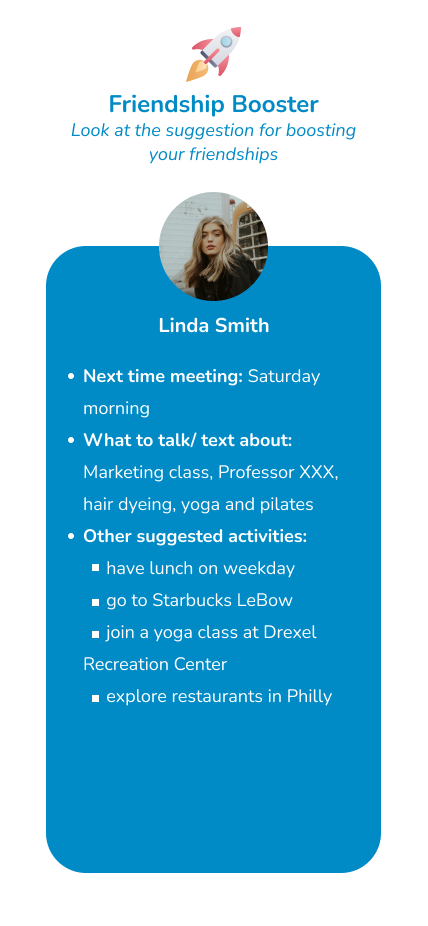 Friendship Booster
Look at the suggestion for boosting
your friendships
Linda Smith
• Next time meeting: Saturday
morning
• What to talk/ text about:
Marketing class, Professor XXX,
hair dyeing, yoga and pilates
• Other suggested activities:
▪ have lunch on weekday
▪ go to Starbucks LeBow
▪ join a yoga class at Drexel
Recreation Center
▪ explore restaurants in Philly